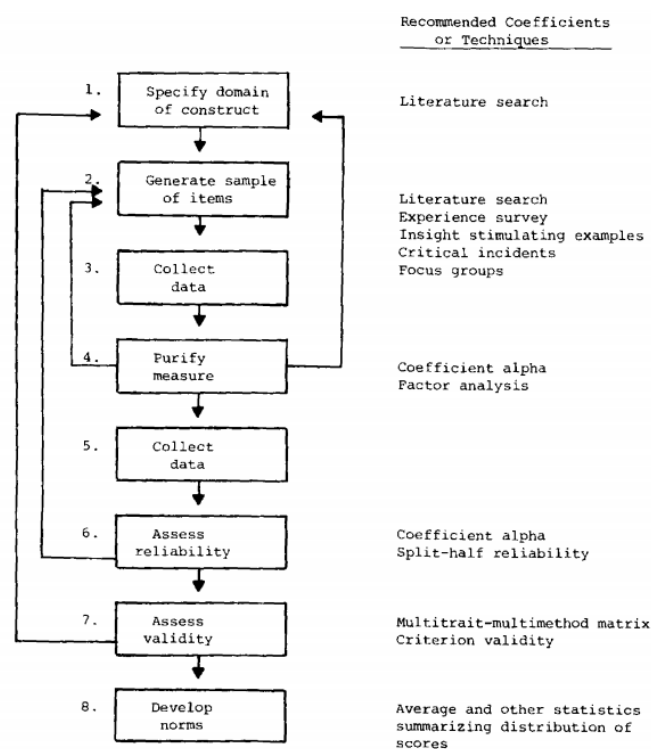 Recommended Coefficients
or Techniques
1. Specify domain
of construct
Literature search
2. Generate sample
of items
Literature search
Experience survey
Insight stimulating examples
Critical incidents
Focus groups
3. Collect
data
4. Purify
measure
Coefficient alpha
Factor analysis
5. Collect
data
6. Assess
reliability
Coefficient alpha
Split-half reliability
7. Assess
validity
Multitrait-multimethod matrix
Criterion validity
8. Develop
norms
Average and other statistics
summarizing distribution of
scores